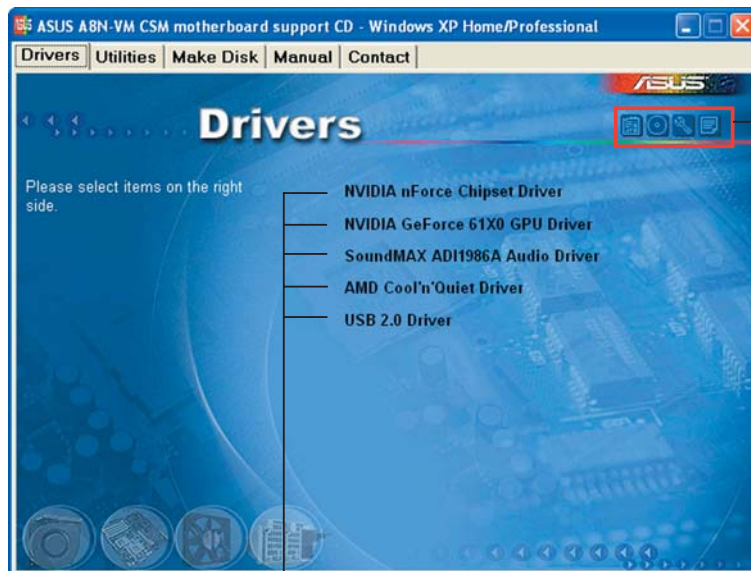 ASUS A8N-VM CSM motherboard support CD - Windows XP Home/Professional
Drivers Utilities Make Disk Manual Contact
ASUS
Drivers
Please select items on the right
side.
NVIDIA nForce Chipset Driver
NVIDIA GeForce 61X0 GPU Driver
SoundMAX ADI1986A Audio Driver
AMD Cool'n'Quiet Driver
USB 2.0 Driver